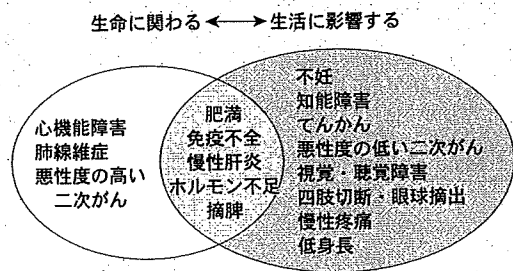 生命に関わる ←→ 生活に影響する
心機能障害
肺線維症
悪性度の高い
二次がん
肥満
免疫不全
慢性肝炎
ホルモン不足
摘脾
不妊
知能障害
てんかん
悪性度の低い二次がん
視覚・聴覚障害
四肢切断・眼球摘出
慢性疼痛
低身長